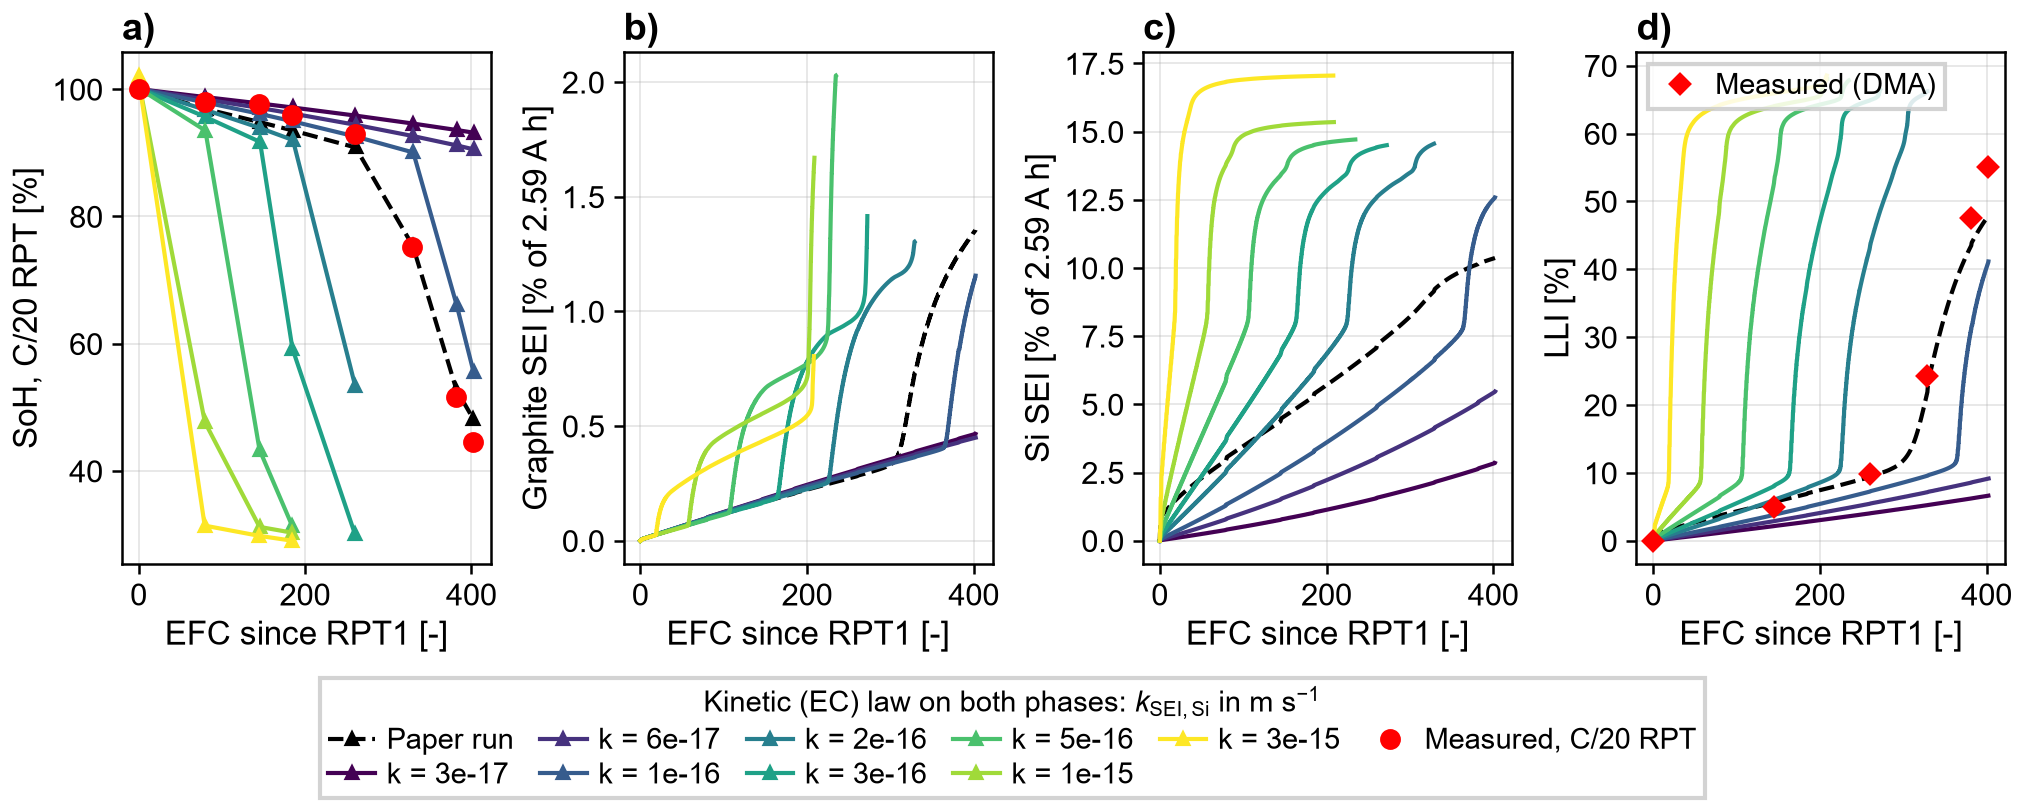 a)
b)
c)
d)
SoH, C/20 RPT [%]
100
80
60
40
0
200
400
EFC since RPT1 [-]
Graphite SEI [% of 2.59 A h]
2.0
1.5
1.0
0.5
0.0
0
200
400
EFC since RPT1 [-]
Si SEI [% of 2.59 A h]
17.5
15.0
12.5
10.0
7.5
5.0
2.5
0.0
0
200
400
EFC since RPT1 [-]
LLI [%]
70
60
50
40
30
20
10
0
0
200
400
EFC since RPT1 [-]
Measured (DMA)
Kinetic (EC) law on both phases: k_SEI, Si in m s⁻¹
Paper run
k = 3e-17
k = 6e-17
k = 1e-16
k = 2e-16
k = 3e-16
k = 5e-16
k = 1e-15
k = 3e-15
Measured, C/20 RPT